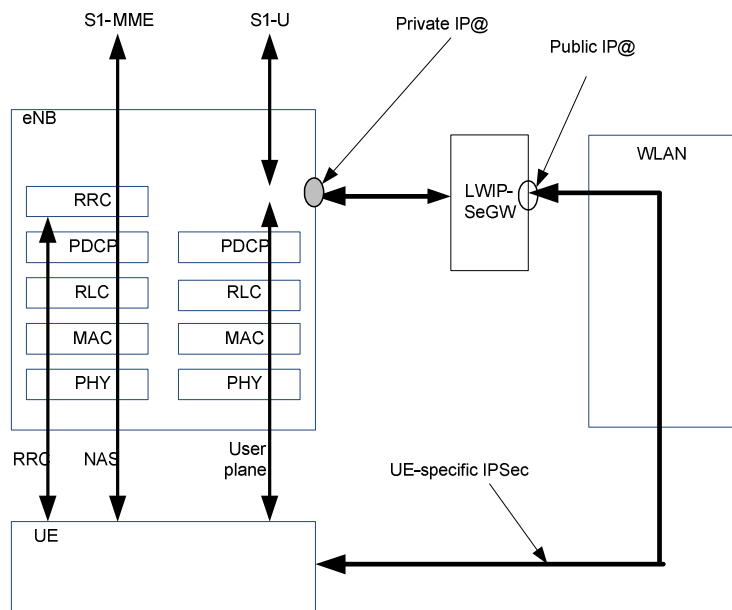 S1-MME
S1-U
Private IP@
Public IP@
eNB
WLAN
LWIP-
SeGW
RRC
PDCP
PDCP
RLC
RLC
MAC
MAC
PHY
PHY
RRC
NAS
User
plane
UE-specific IPSec
UE